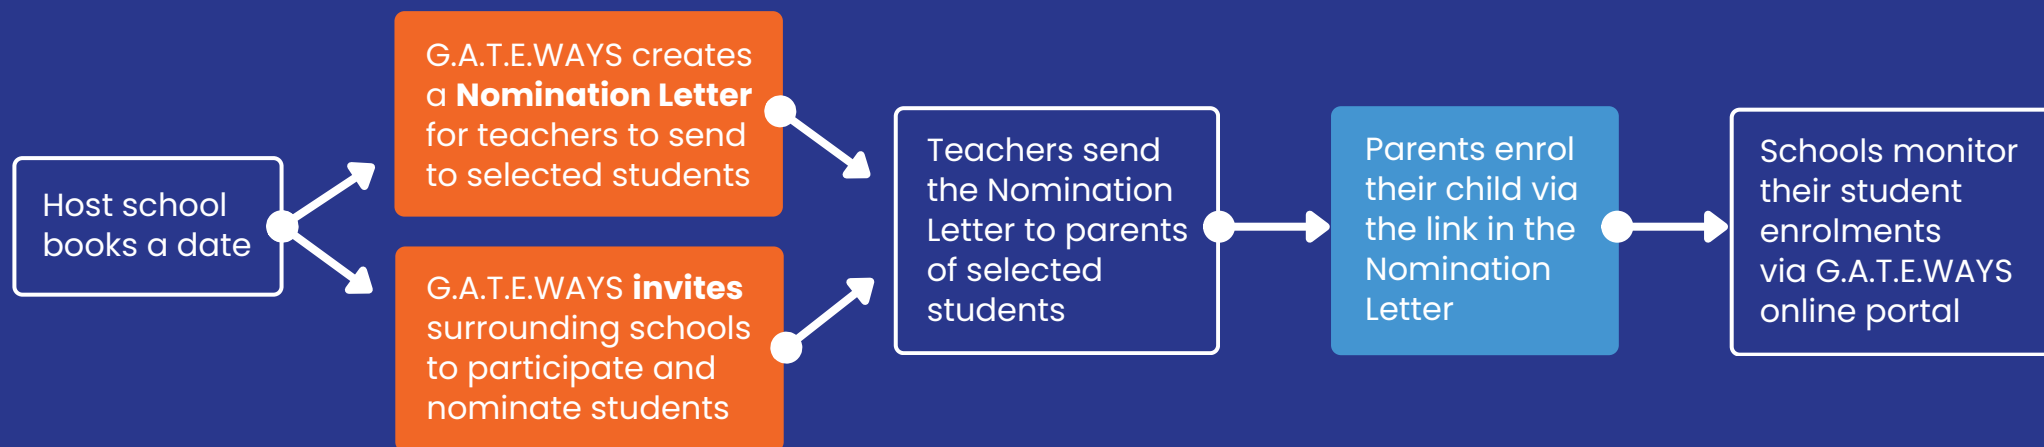 Host school
books a date
G.A.T.E.WAYS creates
a Nomination Letter
for teachers to send
to selected students
G.A.T.E.WAYS invites
surrounding schools
to participate and
nominate students
Teachers send
the Nomination
Letter to parents
of selected
students
Parents enrol
their child via
the link in the
Nomination
Letter
Schools monitor
their student
enrolments
via G.A.T.E.WAYS
online portal